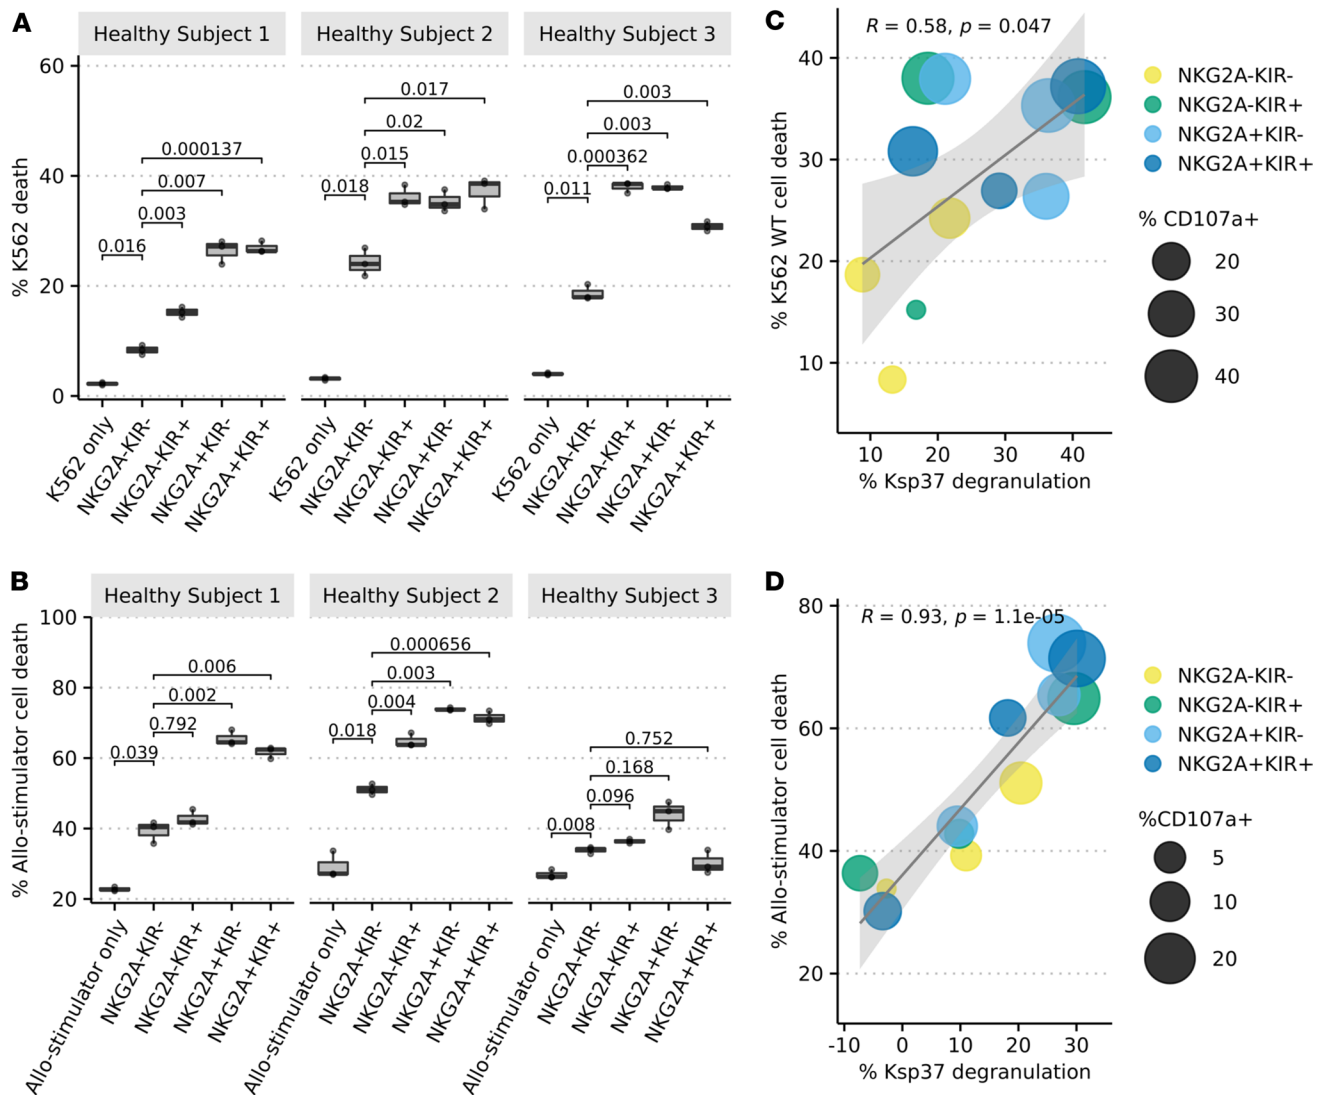 A
Healthy Subject 1
Healthy Subject 2
Healthy Subject 3
% K562 death
60
40
20
0
0.000137
0.007
0.003
0.016
0.017
0.02
0.015
0.018
0.003
0.003
0.000362
0.011
K562 only
NKG2A-KIR-
NKG2A-KIR+
NKG2A+KIR-
NKG2A+KIR+
K562 only
NKG2A-KIR-
NKG2A-KIR+
NKG2A+KIR-
NKG2A+KIR+
K562 only
NKG2A-KIR-
NKG2A-KIR+
NKG2A+KIR-
NKG2A+KIR+
C
R = 0.58, p = 0.047
% K562 WT cell death
40
30
20
10
10
20
30
40
% Ksp37 degranulation
NKG2A-KIR-
NKG2A-KIR+
NKG2A+KIR-
NKG2A+KIR+
% CD107a+
20
30
40
B
Healthy Subject 1
Healthy Subject 2
Healthy Subject 3
% Allo-stimulator cell death
100
80
60
40
20
0.006
0.002
0.792
0.039
0.000656
0.003
0.004
0.018
0.752
0.168
0.096
0.008
Allo-stimulator only
NKG2A-KIR-
NKG2A-KIR+
NKG2A+KIR-
NKG2A+KIR+
Allo-stimulator only
NKG2A-KIR-
NKG2A-KIR+
NKG2A+KIR-
NKG2A+KIR+
Allo-stimulator only
NKG2A-KIR-
NKG2A-KIR+
NKG2A+KIR-
NKG2A+KIR+
D
R = 0.93, p = 1.1e-05
% Allo-stimulator cell death
80
60
40
20
-10
0
10
20
30
% Ksp37 degranulation
NKG2A-KIR-
NKG2A-KIR+
NKG2A+KIR-
NKG2A+KIR+
%CD107a+
5
10
20